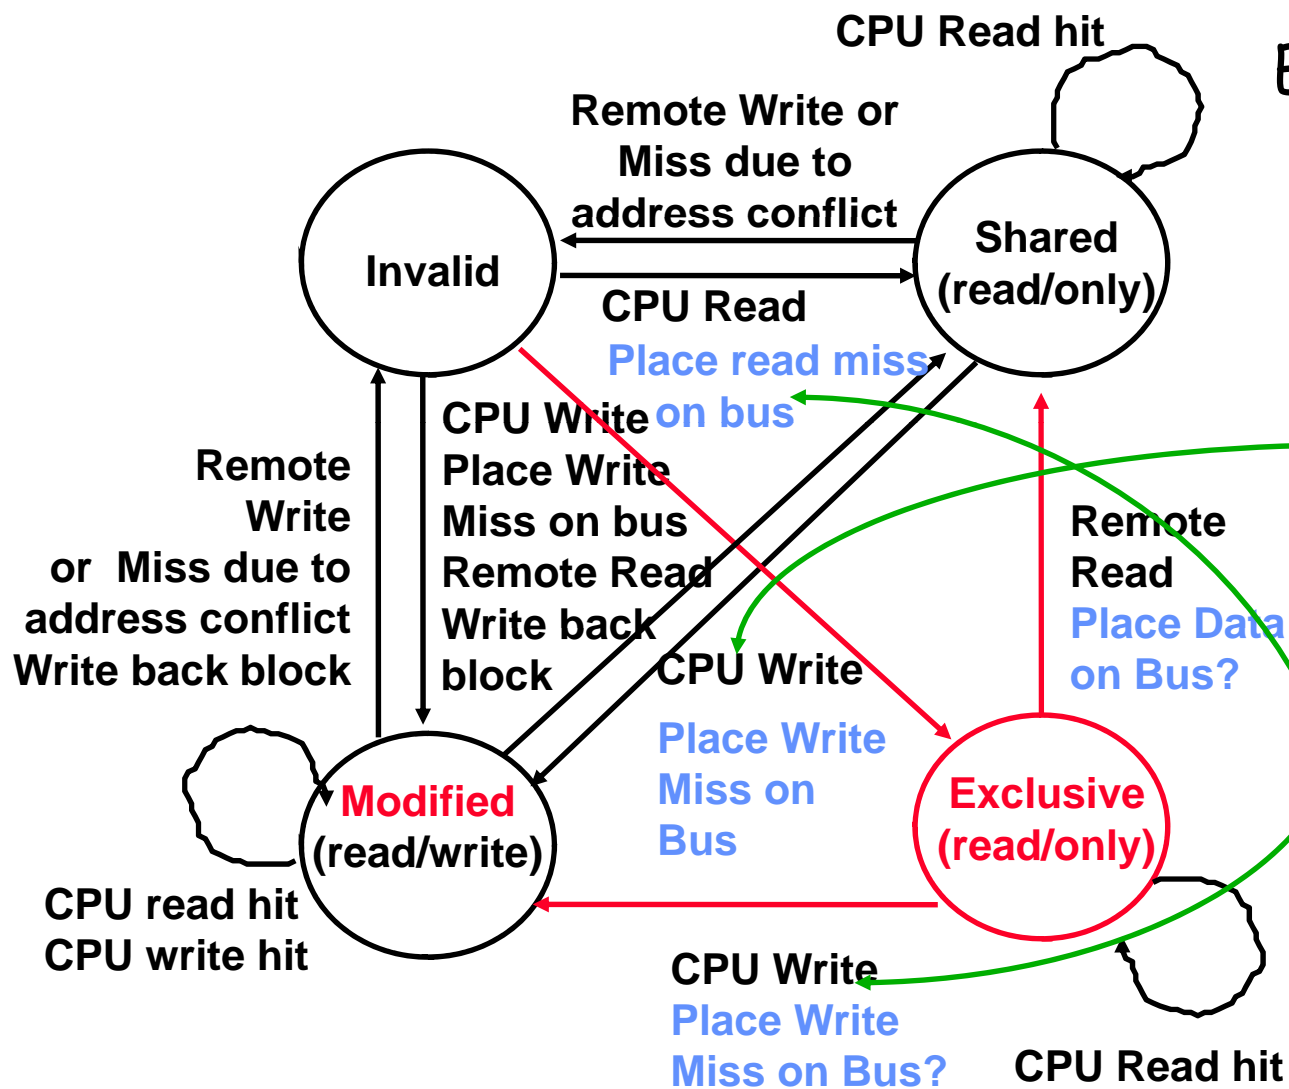 CPU Read hit
Remote Write or
Miss due to
address conflict
Invalid
Shared
(read/only)
CPU Read
Place read miss
on bus
CPU Write
Place Write
Miss on bus
Remote Read
Write back
block
Remote
Write
or Miss due to
address conflict
Write back block
Remote
Read
Place Data
on Bus?
CPU Write
Place Write
Miss on
Bus
Modified
(read/write)
Exclusive
(read/only)
CPU read hit
CPU write hit
CPU Write
Place Write
Miss on Bus?
CPU Read hit